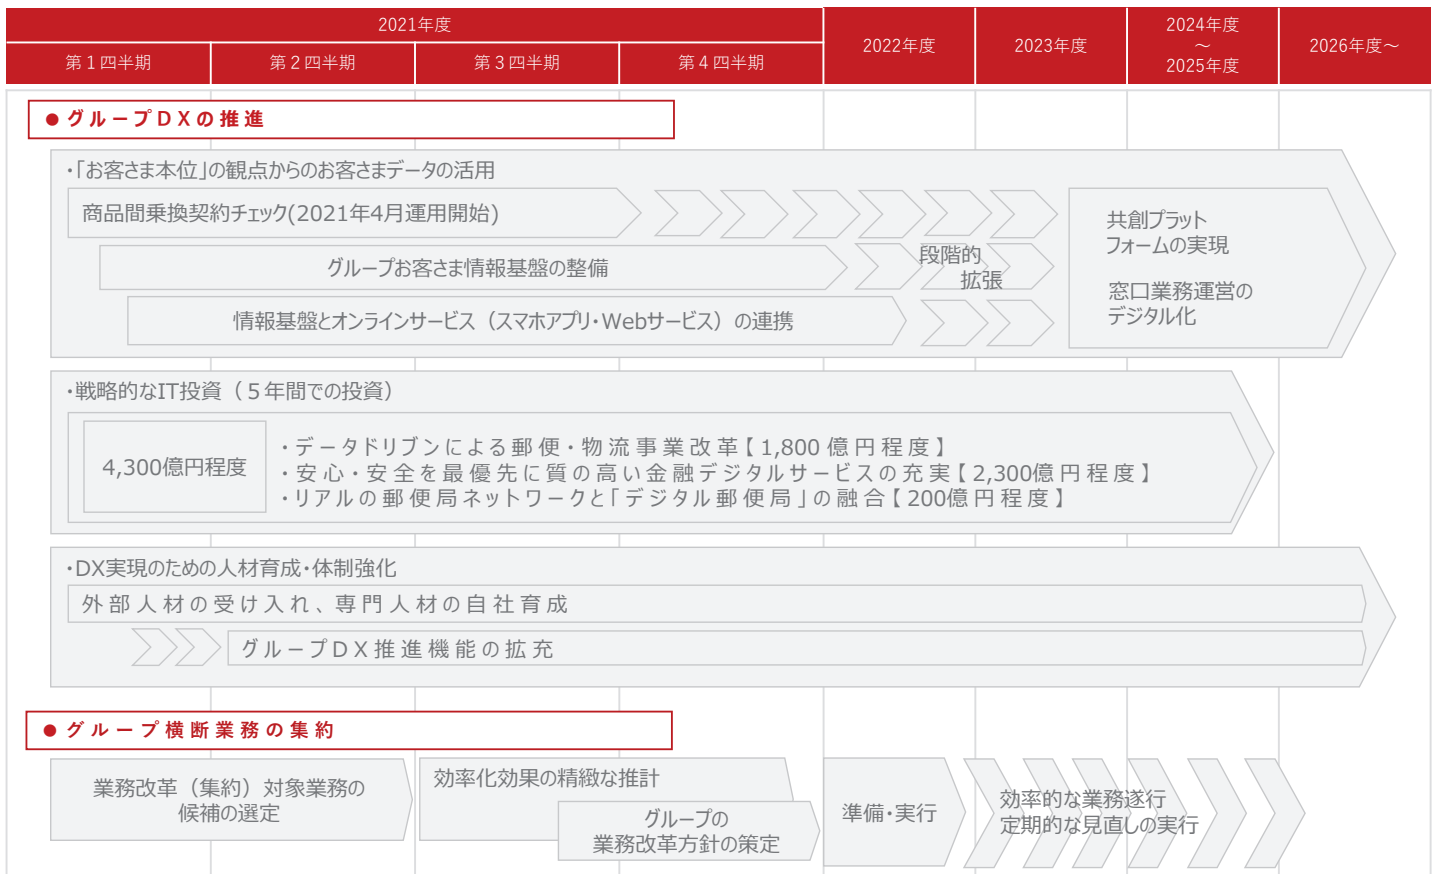 2021年度
第1四半期
第2四半期
第3四半期
第4四半期
2022年度
2023年度
2024年度
～
2025年度
2026年度～
●グループDXの推進
・「お客さま本位」の観点からのお客さまデータの活用
商品間乗換契約チェック(2021年4月運用開始)
グループお客さま情報基盤の整備
段階的
拡張
情報基盤とオンラインサービス（スマホアプリ・Webサービス）の連携
共創プラット
フォームの実現
窓口業務運営の
デジタル化
・戦略的なIT投資（５年間での投資）
4,300億円程度
・データドリブンによる郵便・物流事業改革【1,800億円程度】
・安心・安全を最優先に質の高い金融デジタルサービスの充実【2,300億円程度】
・リアルの郵便局ネットワークと「デジタル郵便局」の融合【200億円程度】
・DX実現のための人材育成・体制強化
外部人材の受け入れ、専門人材の自社育成
グループDX推進機能の拡充
●グループ横断業務の集約
業務改革（集約）対象業務の
候補の選定
効率化効果の精緻な推計
グループの
業務改革方針の策定
準備・実行
効率的な業務遂行
定期的な見直しの実行